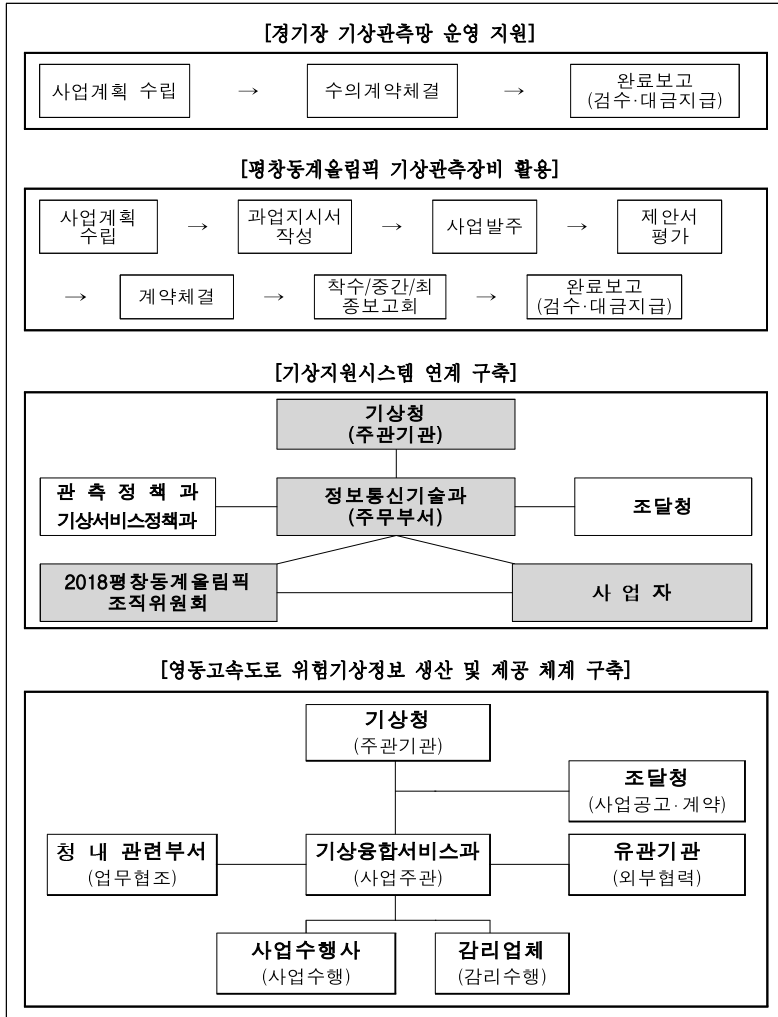 [경기장 기상관측망 운영 지원]
사업계획 수립 → 수의계약체결 → 완료보고
(검수·대금지급)
[평창동계올림픽 기상관측장비 활용]
사업계획
수립
→
과업지시서
작성
→
사업발주
→
제안서
평가
→
계약체결
→
착수/중간/최
종보고회
→
완료보고
(검수·대금지급)
[기상지원시스템 연계 구축]
기상청
(주관기관)
관 측 정 책 과
기상서비스정책과
정보통신기술과
(주무부서)
조달청
2018평창동계올림픽
조직위원회
사 업 자
[영동고속도로 위험기상정보 생산 및 제공 체계 구축]
기상청
(주관기관)
조달청
(사업공고·계약)
청 내 관련부서
(업무협조)
기상융합서비스과
(사업주관)
유관기관
(외부협력)
사업수행사
(사업수행)
감리업체
(감리수행)